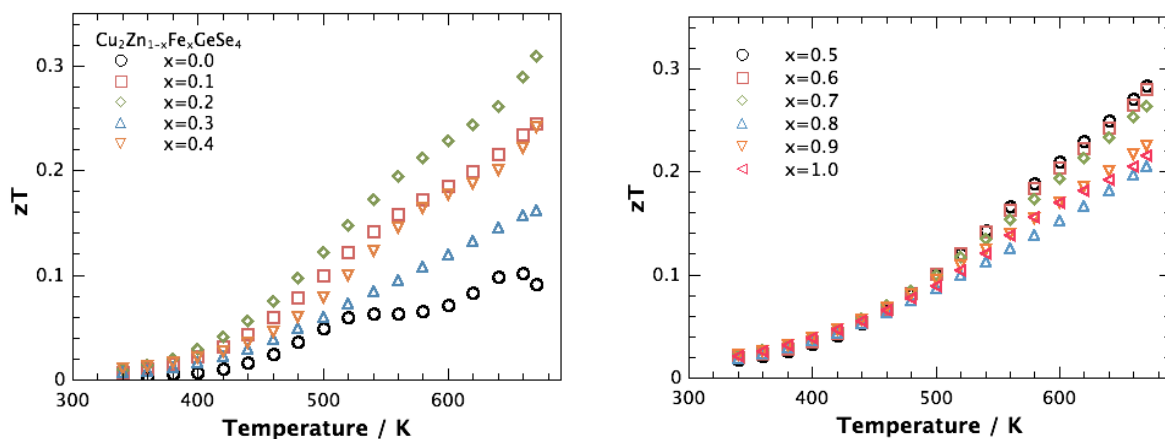 Cu₂Zn₁₋ₓFeₓGeSe₄
x=0.0
x=0.1
x=0.2
x=0.3
x=0.4
0.3
0.2
0.1
0
zT
300 400 500 600
Temperature / K
x=0.5
x=0.6
x=0.7
x=0.8
x=0.9
x=1.0
0.3
0.2
0.1
0
zT
300 400 500 600
Temperature / K